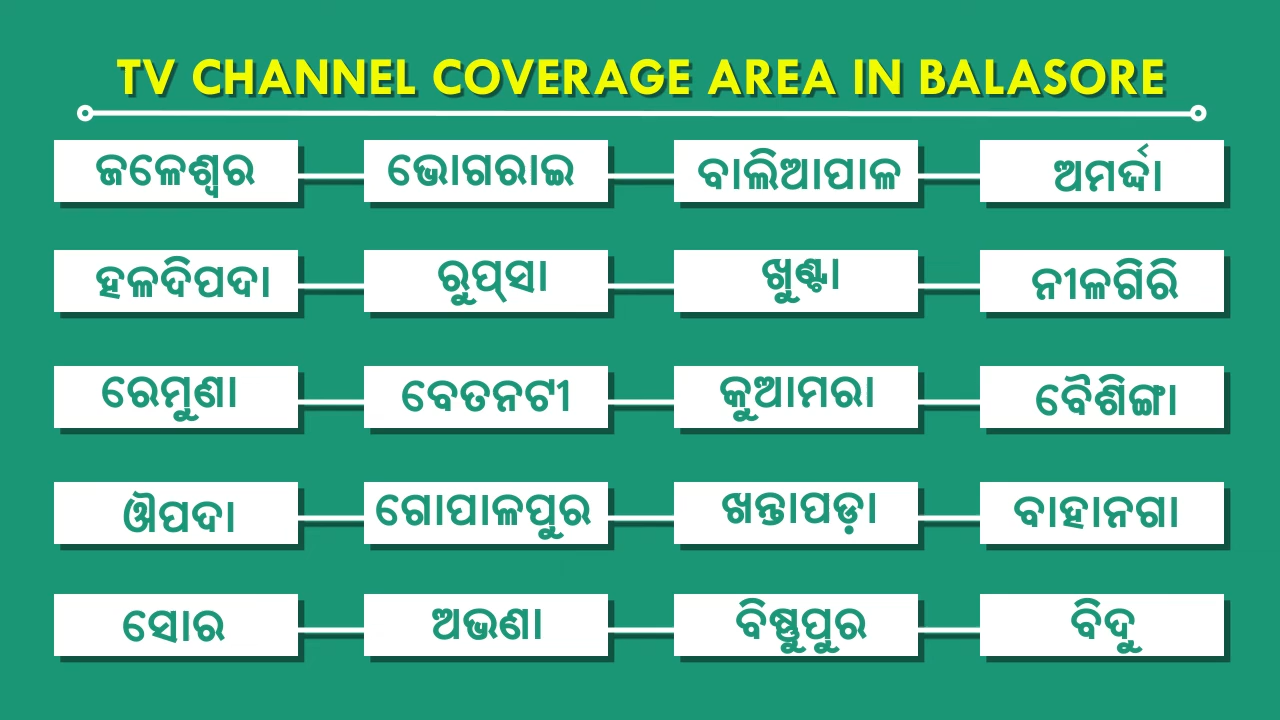 TV CHANNEL COVERAGE AREA IN BALASORE
ଜଳେଶ୍ୱର ଭୋଗରାଇ ବାଲିଆପାଳ ଅମର୍ଦ୍ଦା
ହଳଦିପଦା ରୁପ୍‌ସା ଖୁଣ୍ଟା ନୀଳଗିରି
ରେମୁଣା ବେତନଟୀ କୁଆମରା ବୈଶିଙ୍ଗା
ଔପଦା ଗୋପାଳପୁର ଖନ୍ତାପଡ଼ା ବାହାନଗା
ସୋର ଅଭଣା ବିଷ୍ଣୁପୁର ବିଦୁ